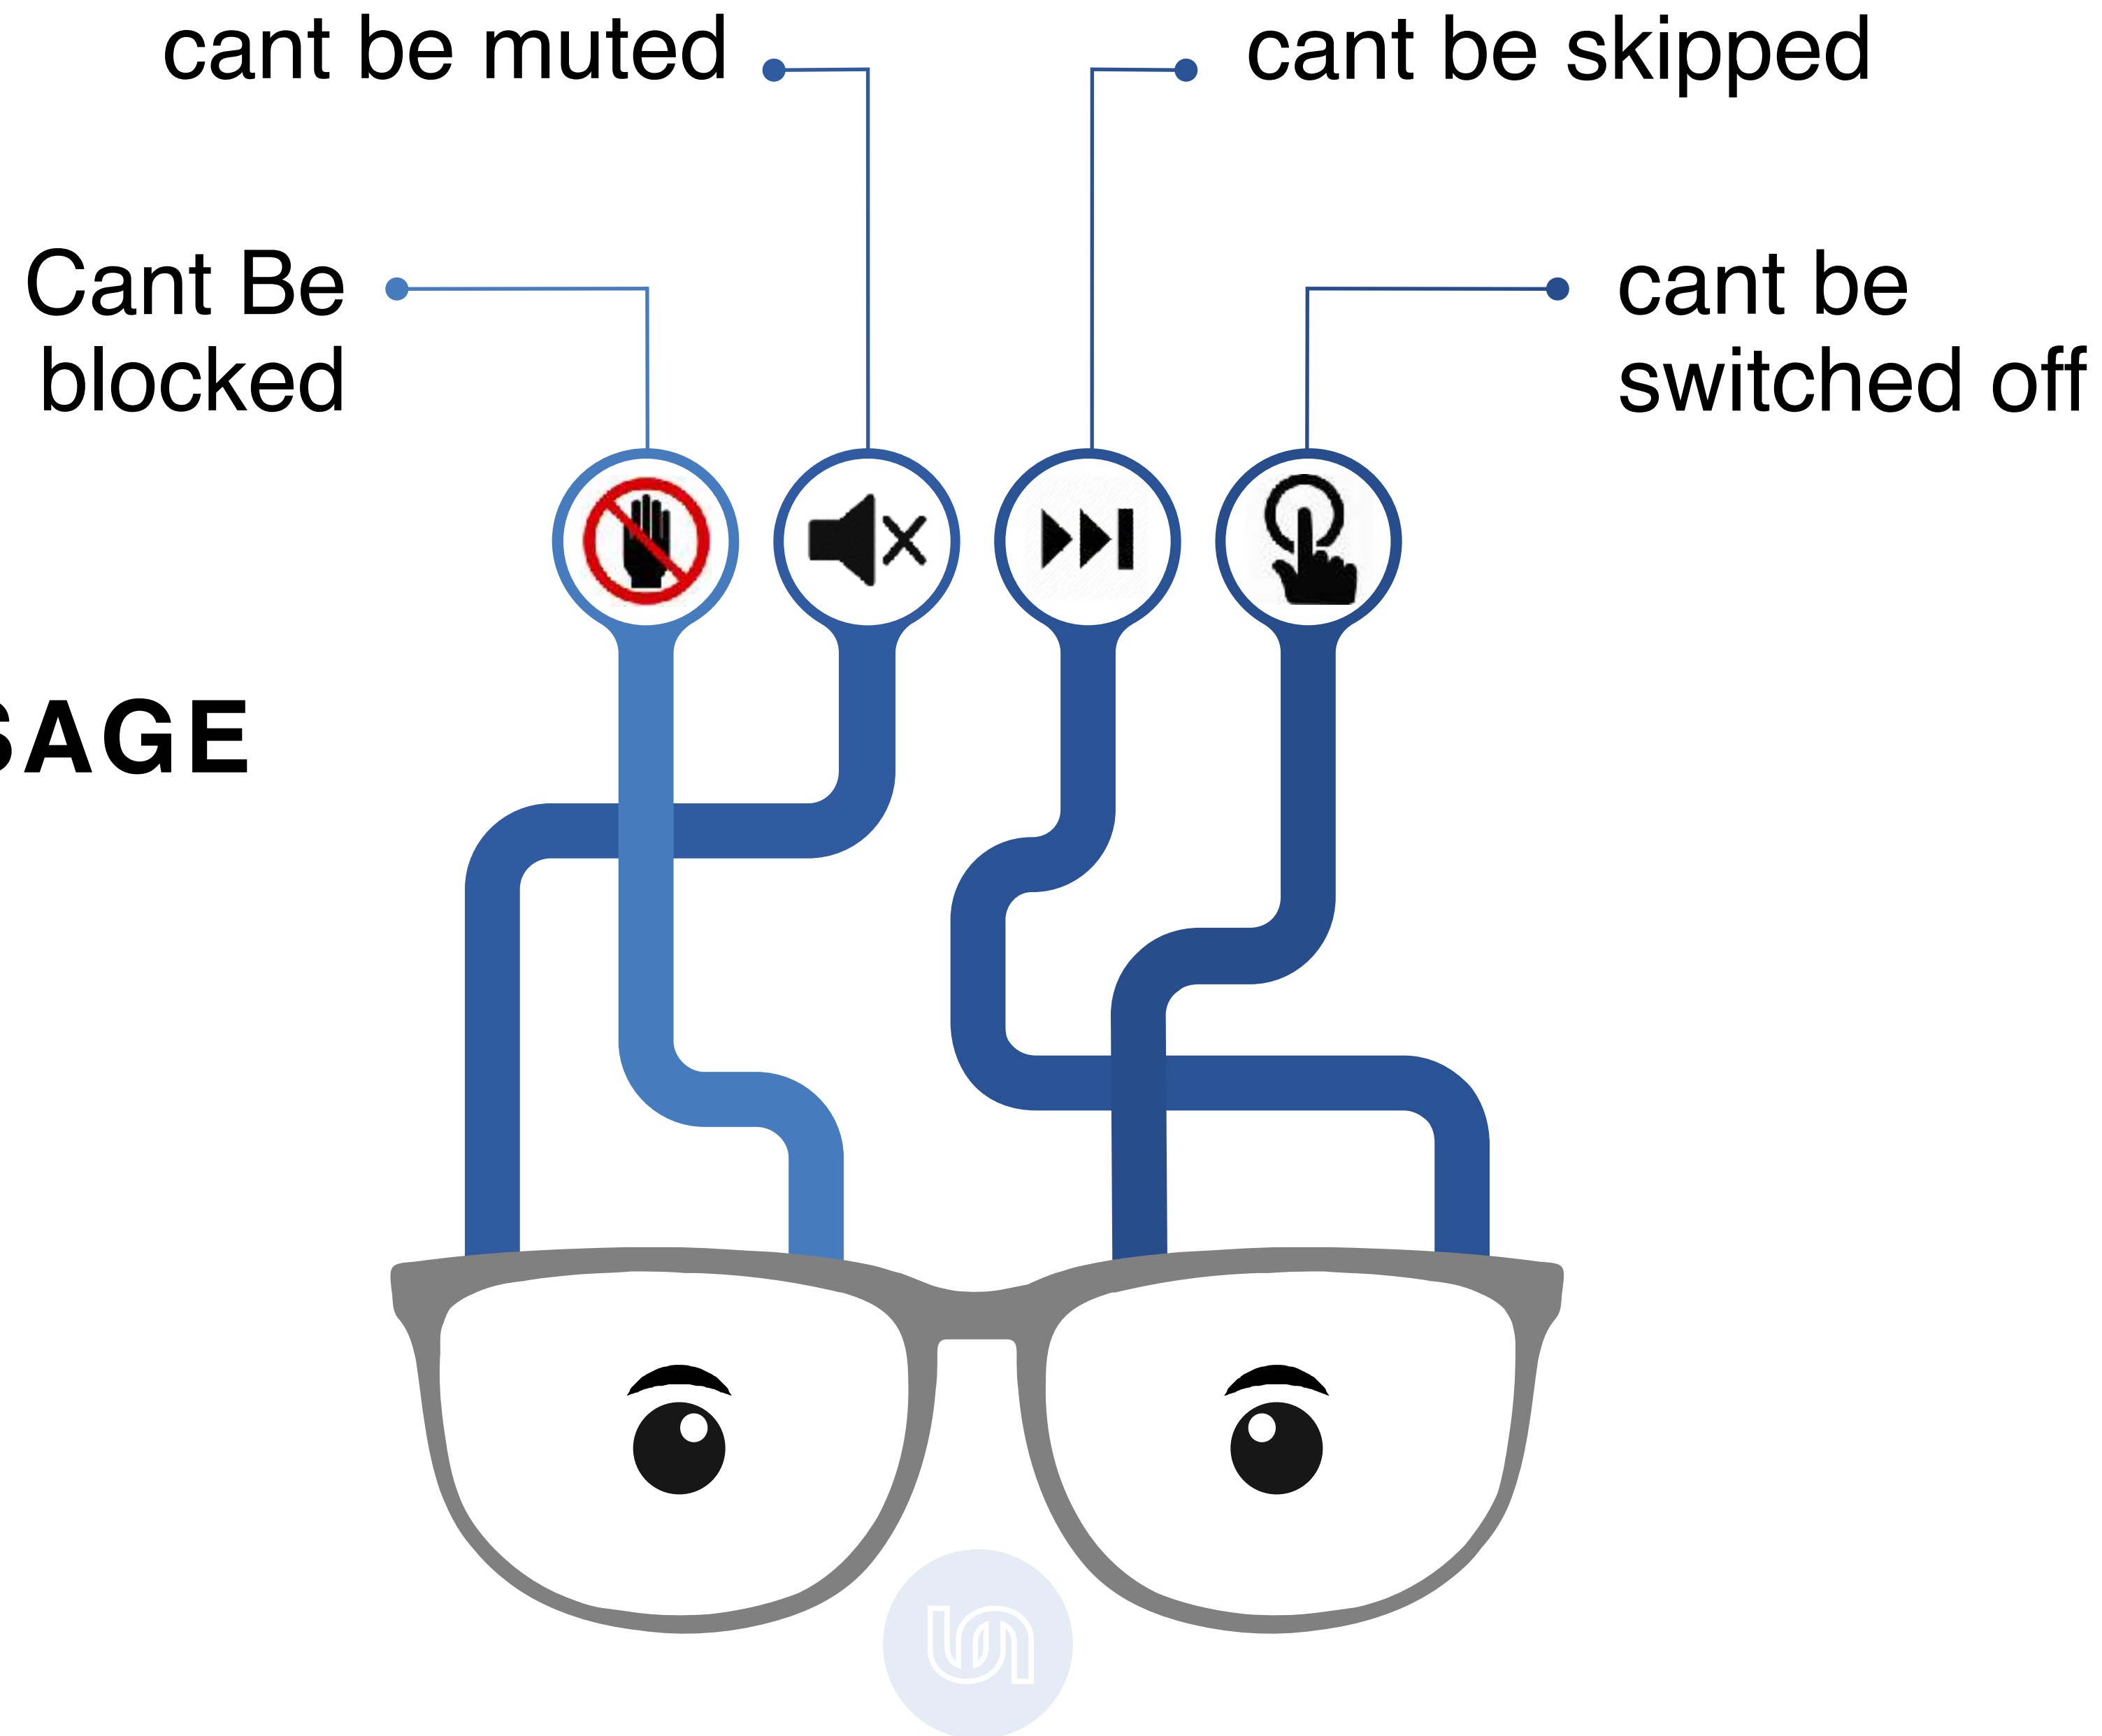 cant be muted
cant be skipped
Cant Be
blocked
cant be
switched off
SAGE